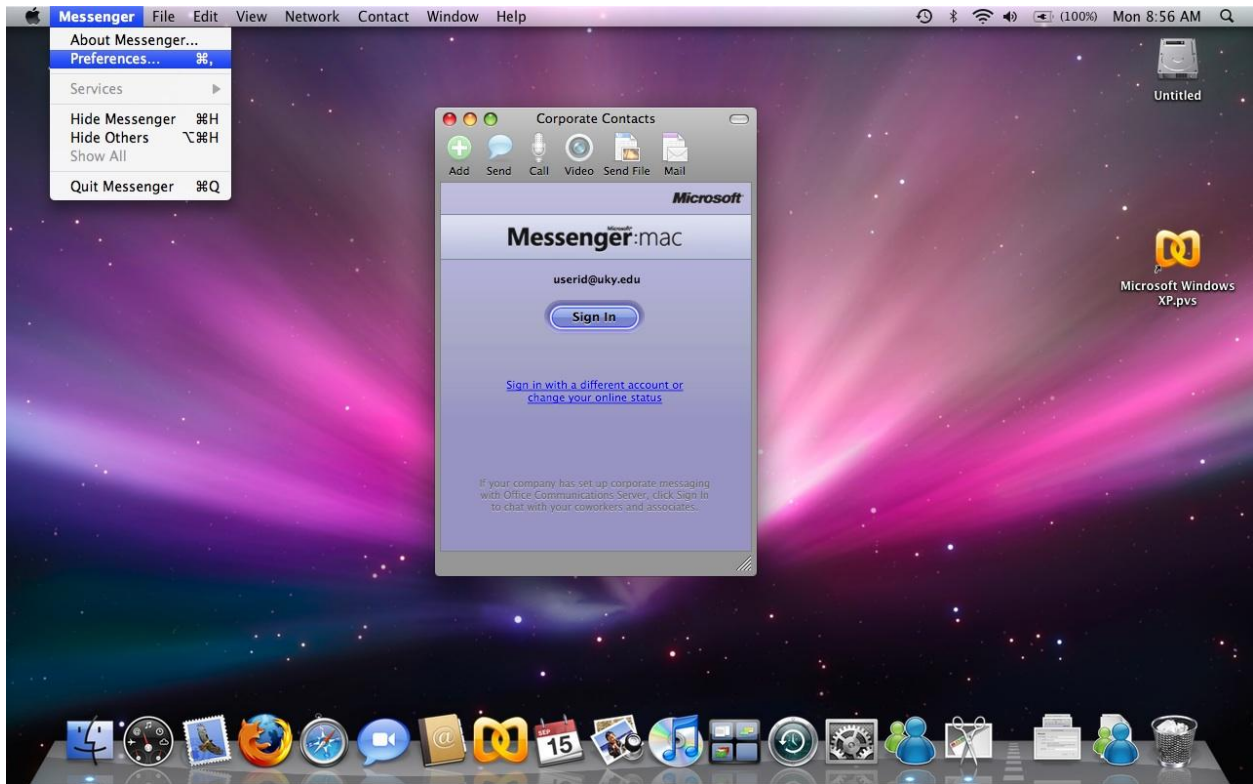 Messenger File Edit View Network Contact Window Help (100%) Mon 8:56 AM
About Messenger...
Preferences... ⌘,
Services
Hide Messenger ⌘H
Hide Others ⌥⌘H
Show All
Quit Messenger ⌘Q
Untitled
Microsoft Windows
XP.pvs
Corporate Contacts
Add Send Call Video Send File Mail
Microsoft
Microsoft®
Messenger:mac
userid@uky.edu
Sign In
Sign in with a different account or
change your online status
If your company has set up corporate messaging
with Office Communications Server, click Sign In
to chat with your coworkers and associates.
SEP
15